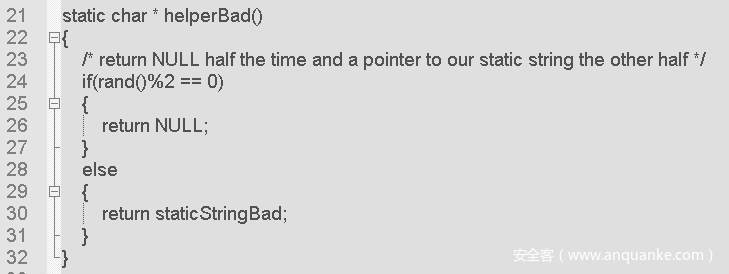 21 static char * helperBad()
22 {
23 /* return NULL half the time and a pointer to our static string the other half */
24 if(rand()%2 == 0)
25 {
26 return NULL;
27 }
28 else
29 {
30 return staticStringBad;
31 }
32 }
安全客（www.anquanke.com）